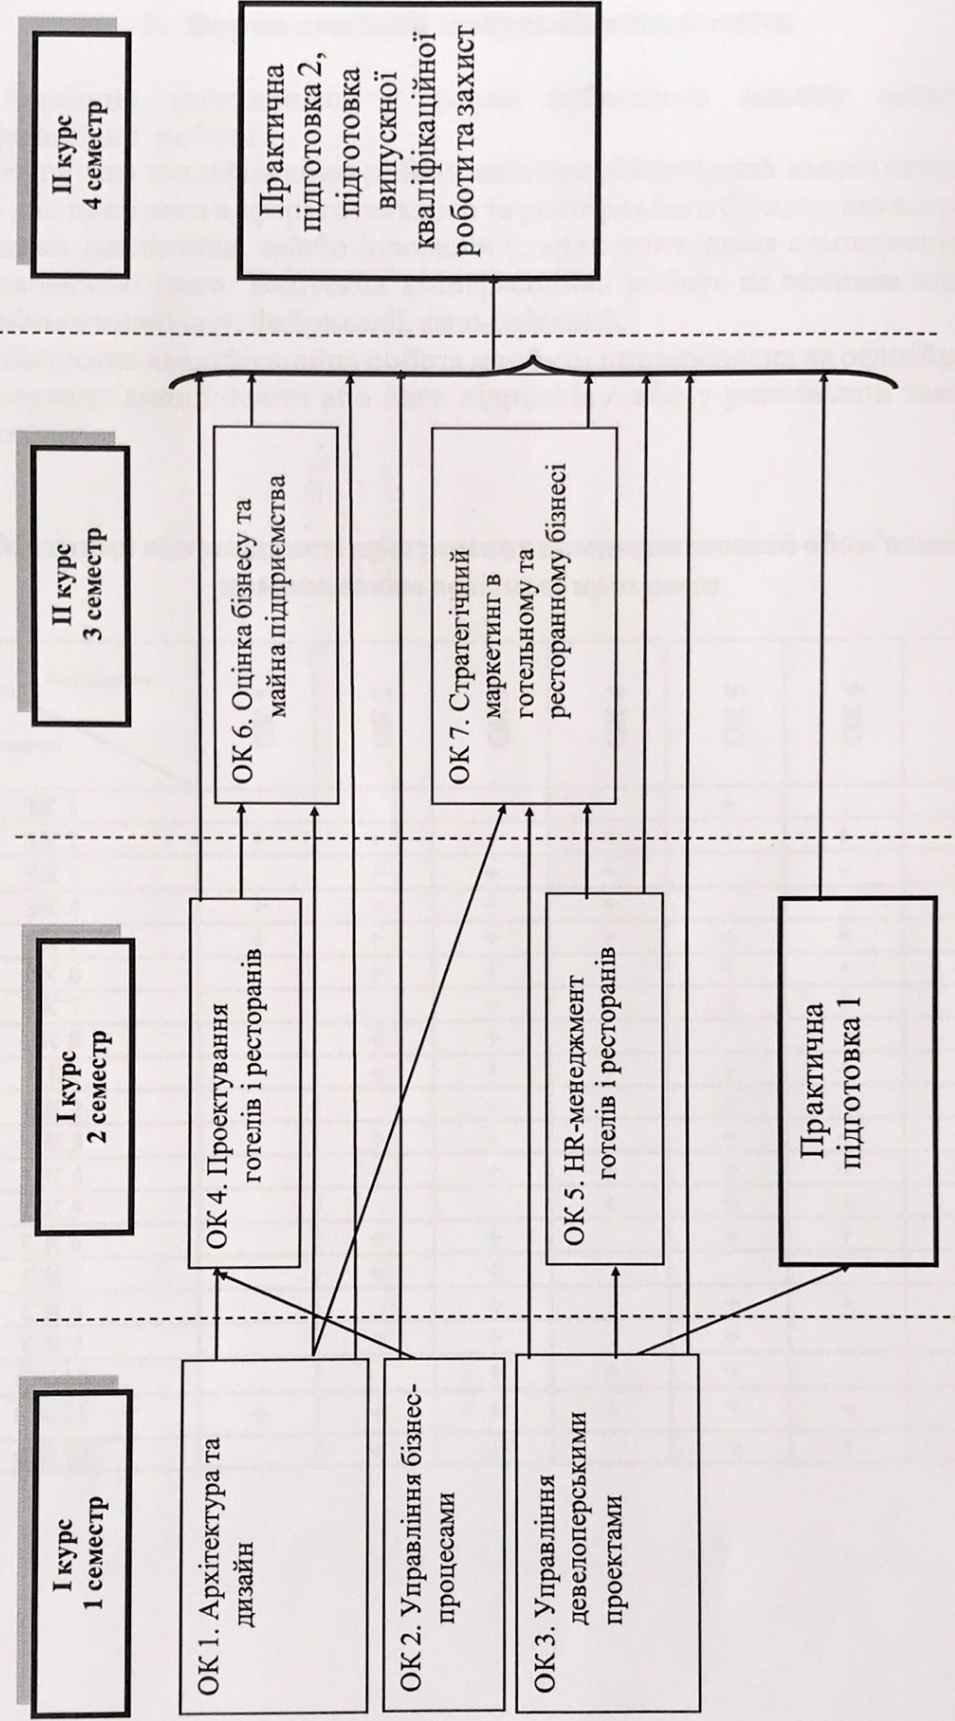 І курс
1 семестр
І курс
2 семестр
ІІ курс
3 семестр
ІІ курс
4 семестр
ОК 1. Архітектура та
дизайн
ОК 2. Управління бізнес-
процесами
ОК 3. Управління
девелоперськими
проектами
ОК 4. Проектування
готелів і ресторанів
ОК 5. HR-менеджмент
готелів і ресторанів
Практична
підготовка 1
ОК 6. Оцінка бізнесу та
майна підприємства
ОК 7. Стратегічний
маркетинг в
готельному та
ресторанному бізнесі
Практична
підготовка 2,
підготовка
випускної
кваліфікаційної
роботи та захист